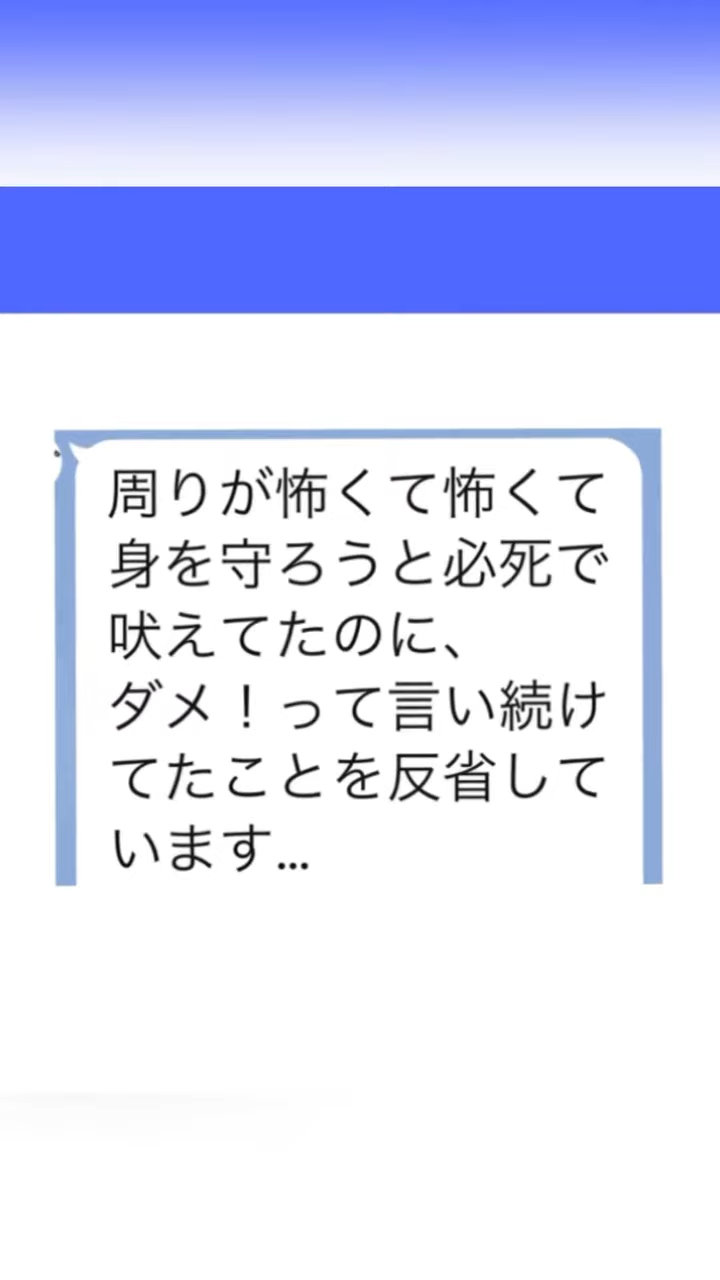 周りが怖くて怖くて
身を守ろうと必死で
吠えてたのに、
ダメ！って言い続け
てたことを反省して
います...